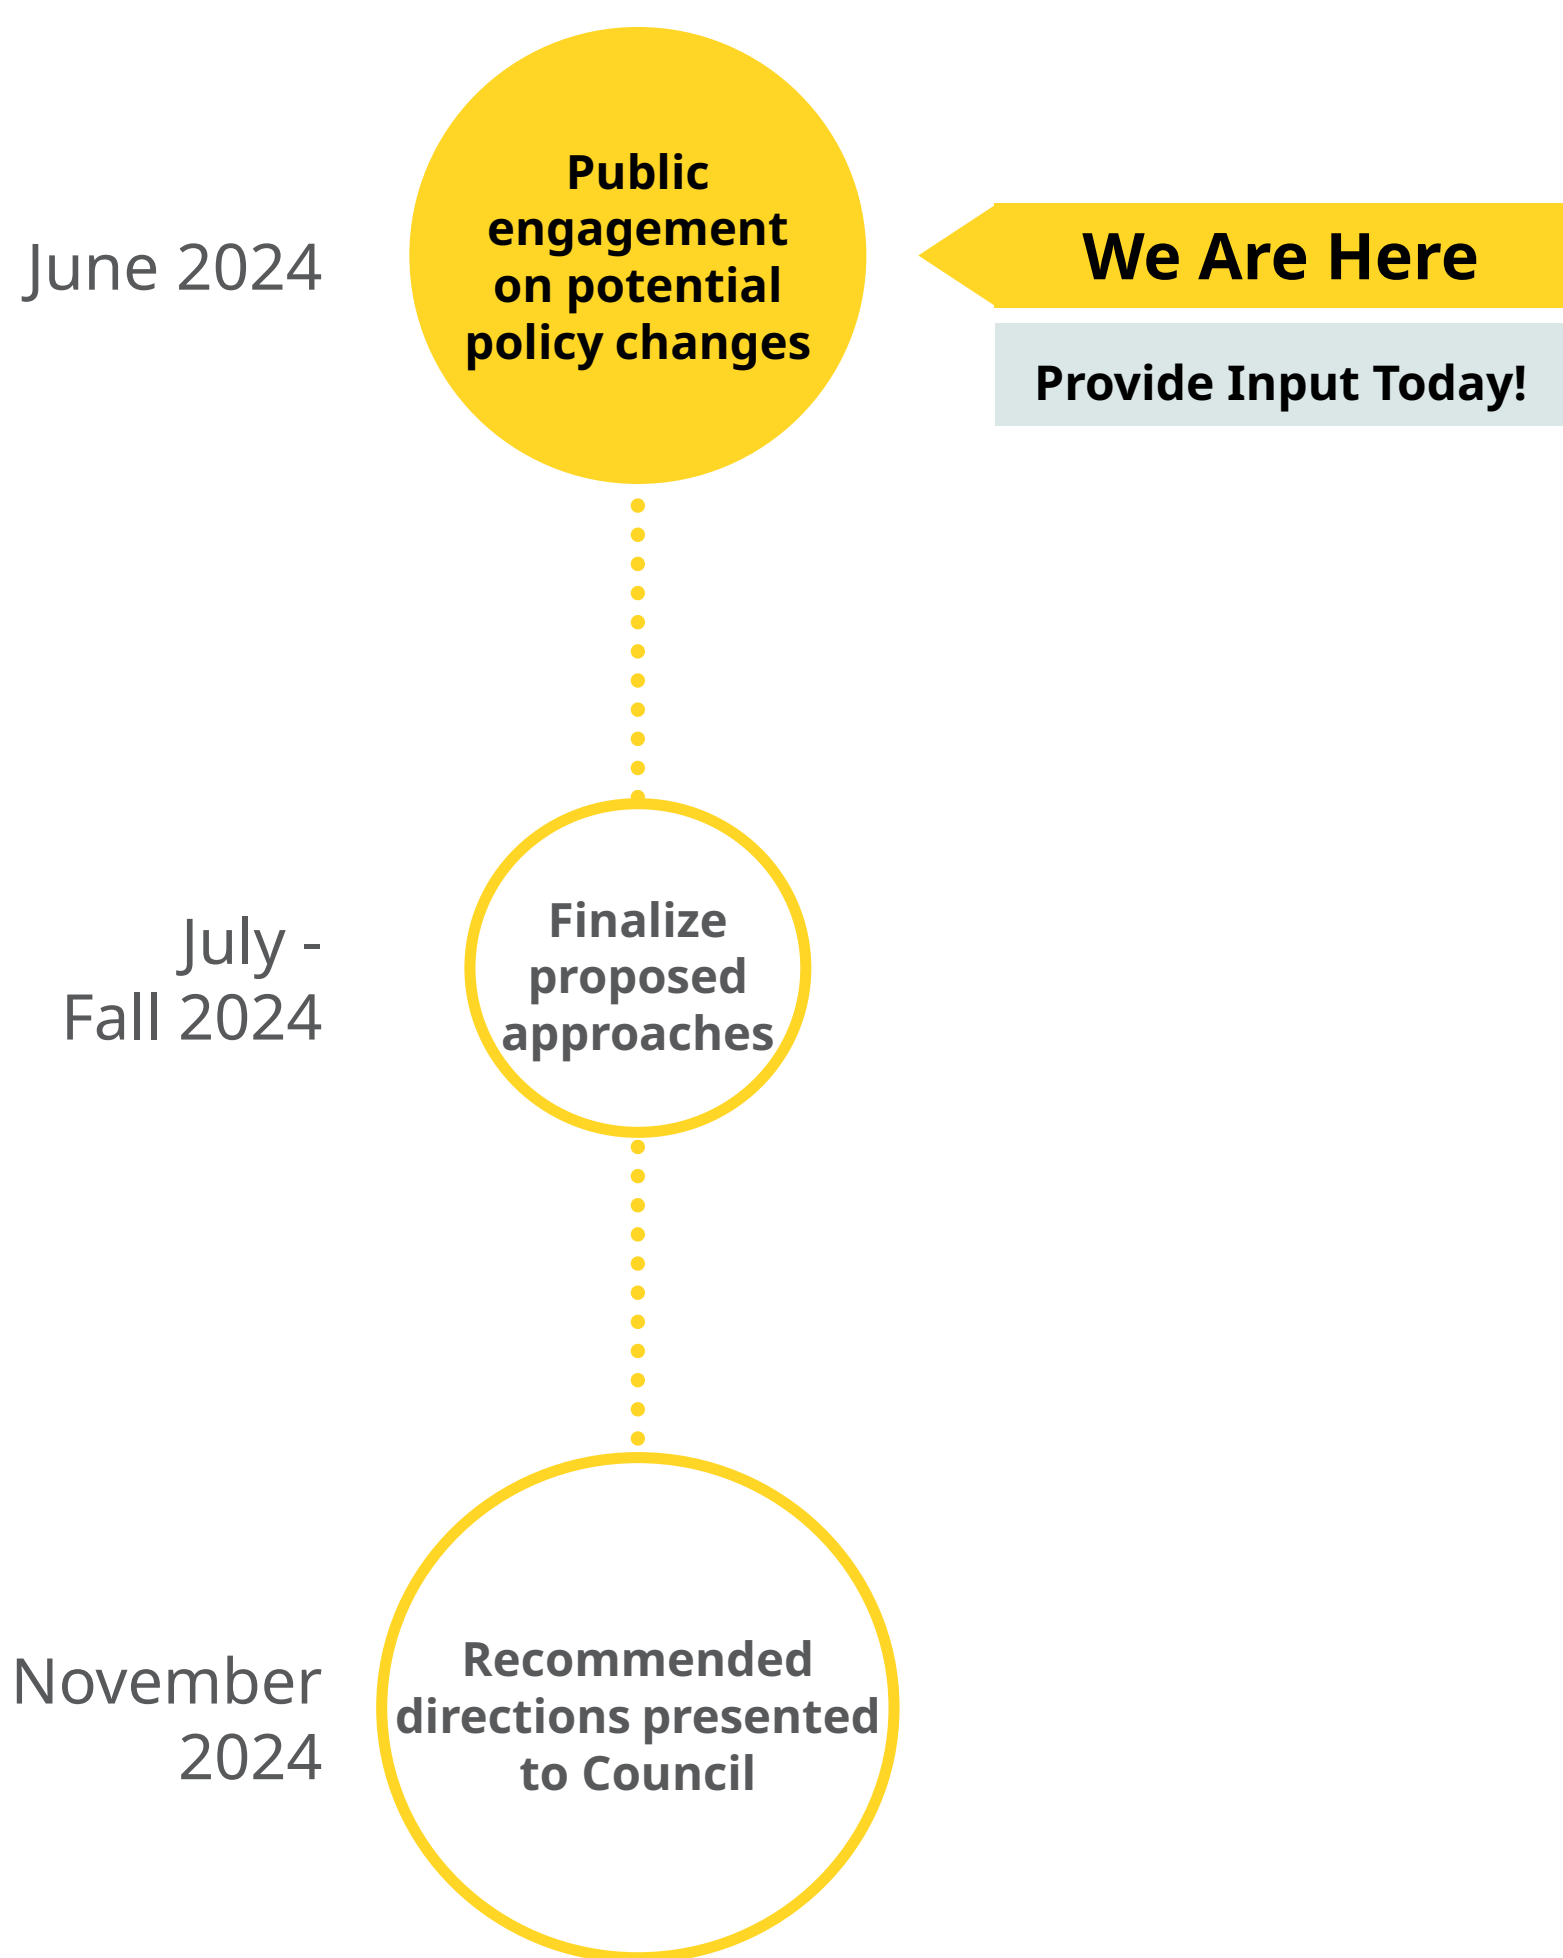 June 2024
Public
engagement
on potential
policy changes
We Are Here
Provide Input Today!
July -
Fall 2024
Finalize
proposed
approaches
November
2024
Recommended
directions presented
to Council